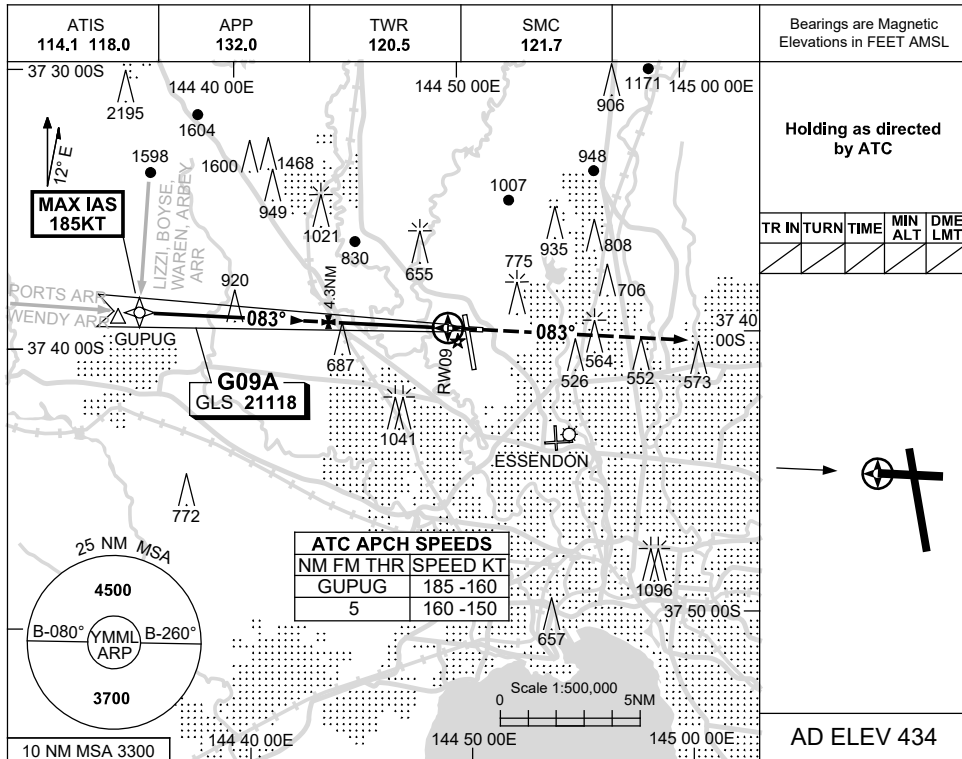 ATIS
114.1 118.0
APP
132.0
TWR
120.5
SMC
121.7
Bearings are Magnetic
Elevations in FEET AMSL
37 30 00S
144 40 00E
144 50 00E
145 00 00E
2195
1604
906
1171
12° E
1598
1600
1468
949
1021
1007
948
MAX IAS
185KT
LIZZI, BOYSE,
WAREN, ARBEY
ARR
830
655
935
808
775
706
920
4.3NM
PORTS ARR
WENDY ARR
083°
083°
37 40
00S
GUPUG
37 40 00S
687
RW09
564
526
552
573
G09A
GLS 21118
1041
ESSENDON
772
ATC APCH SPEEDS
NM FM THR SPEED KT
GUPUG 185 -160
5 160 -150
1096
37 50 00S
657
25 NM MSA
4500
B-080°
YMML
ARP
B-260°
3700
Scale 1:500,000
0 5NM
10 NM MSA 3300
144 40 00E
144 50 00E
145 00 00E
Holding as directed
by ATC
TR IN TURN TIME MIN ALT DME LMT
AD ELEV 434